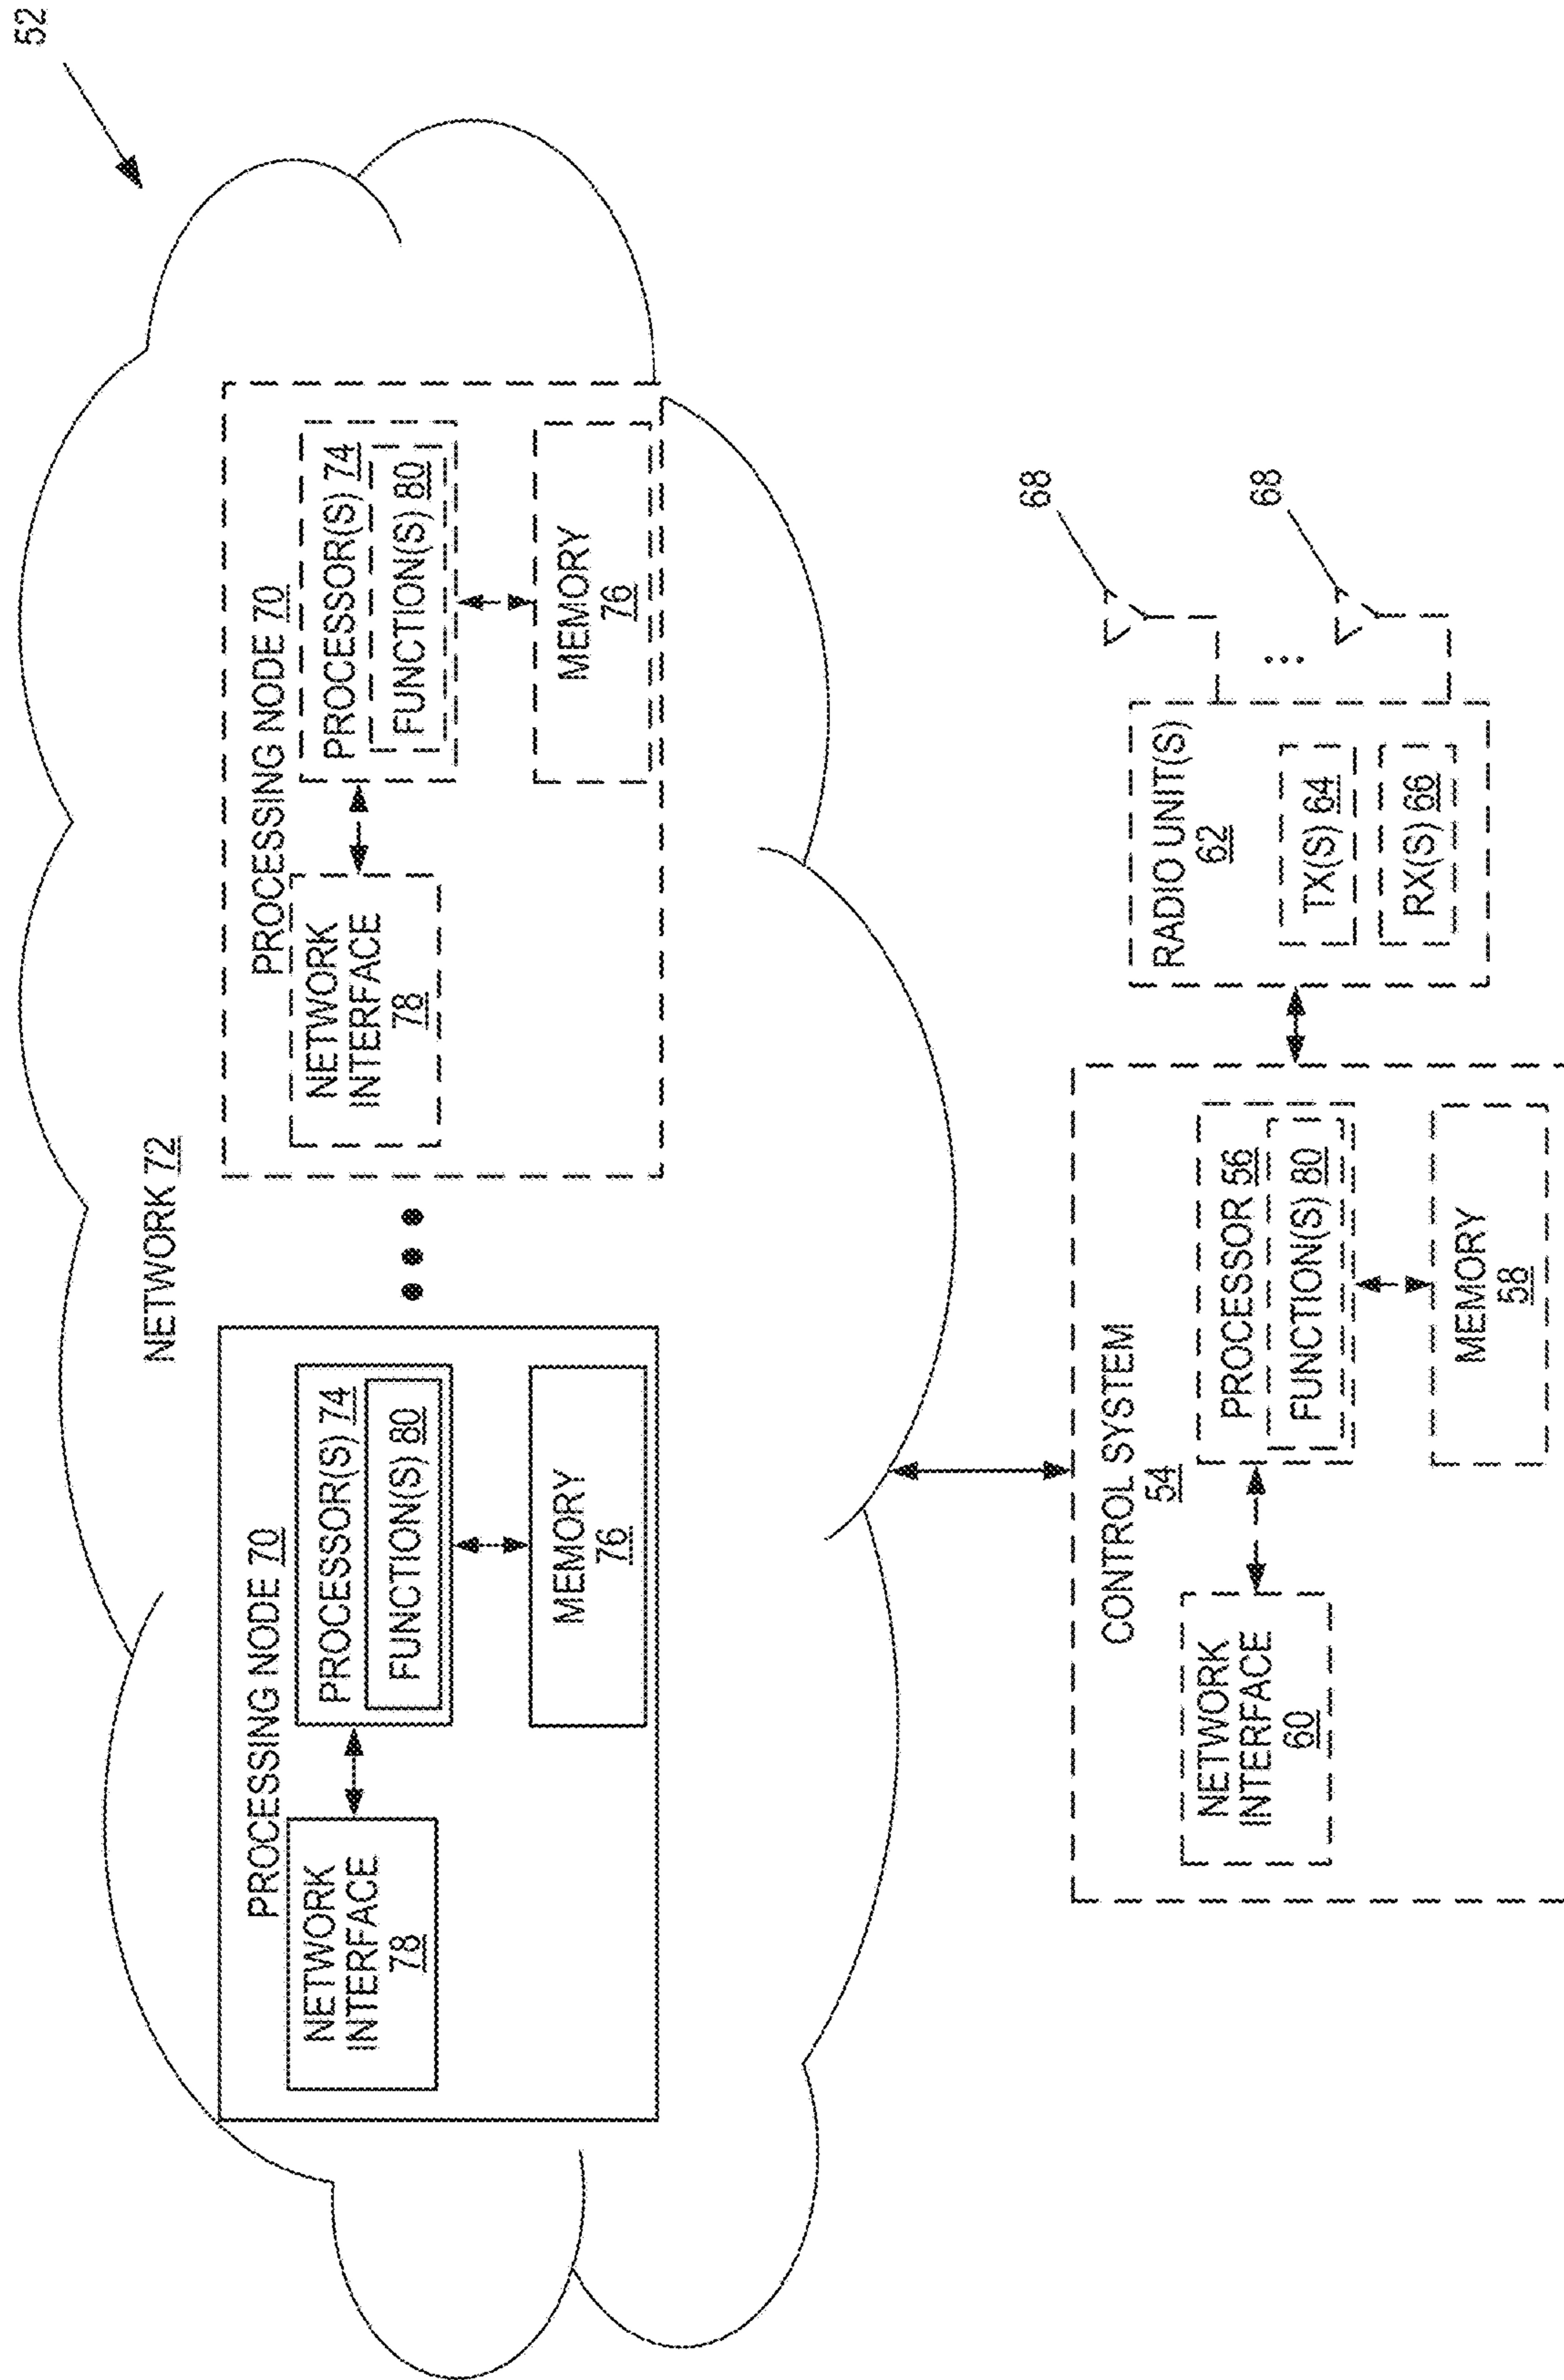 52
NETWORK 72
PROCESSING NODE 70
NETWORK
INTERFACE
78
PROCESSOR(S) 74
FUNCTION(S) 80
MEMORY
76
PROCESSING NODE 70
NETWORK
INTERFACE
78
PROCESSOR(S) 74
FUNCTION(S) 80
MEMORY
76
CONTROL SYSTEM
54
NETWORK
INTERFACE
60
PROCESSOR 56
FUNCTION(S) 80
MEMORY
58
RADIO UNIT(S)
62
TX(S) 64
RX(S) 66
68
68